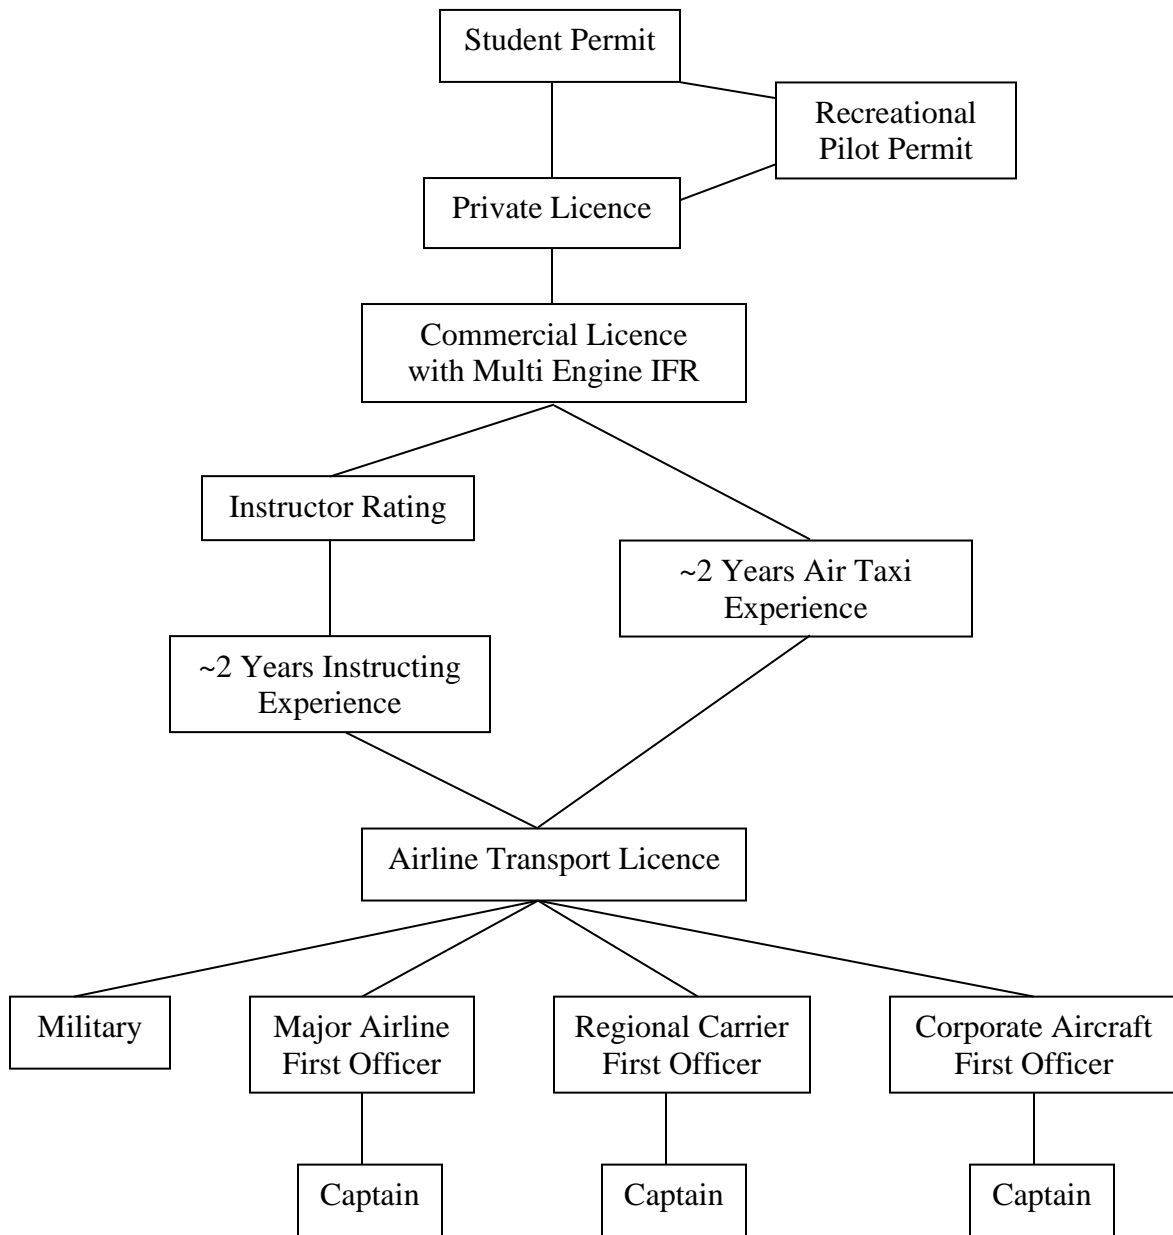 Student Permit
Recreational
Pilot Permit
Private Licence
Commercial Licence
with Multi Engine IFR
Instructor Rating
~2 Years Air Taxi
Experience
~2 Years Instructing
Experience
Airline Transport Licence
Military
Major Airline
First Officer
Regional Carrier
First Officer
Corporate Aircraft
First Officer
Captain
Captain
Captain